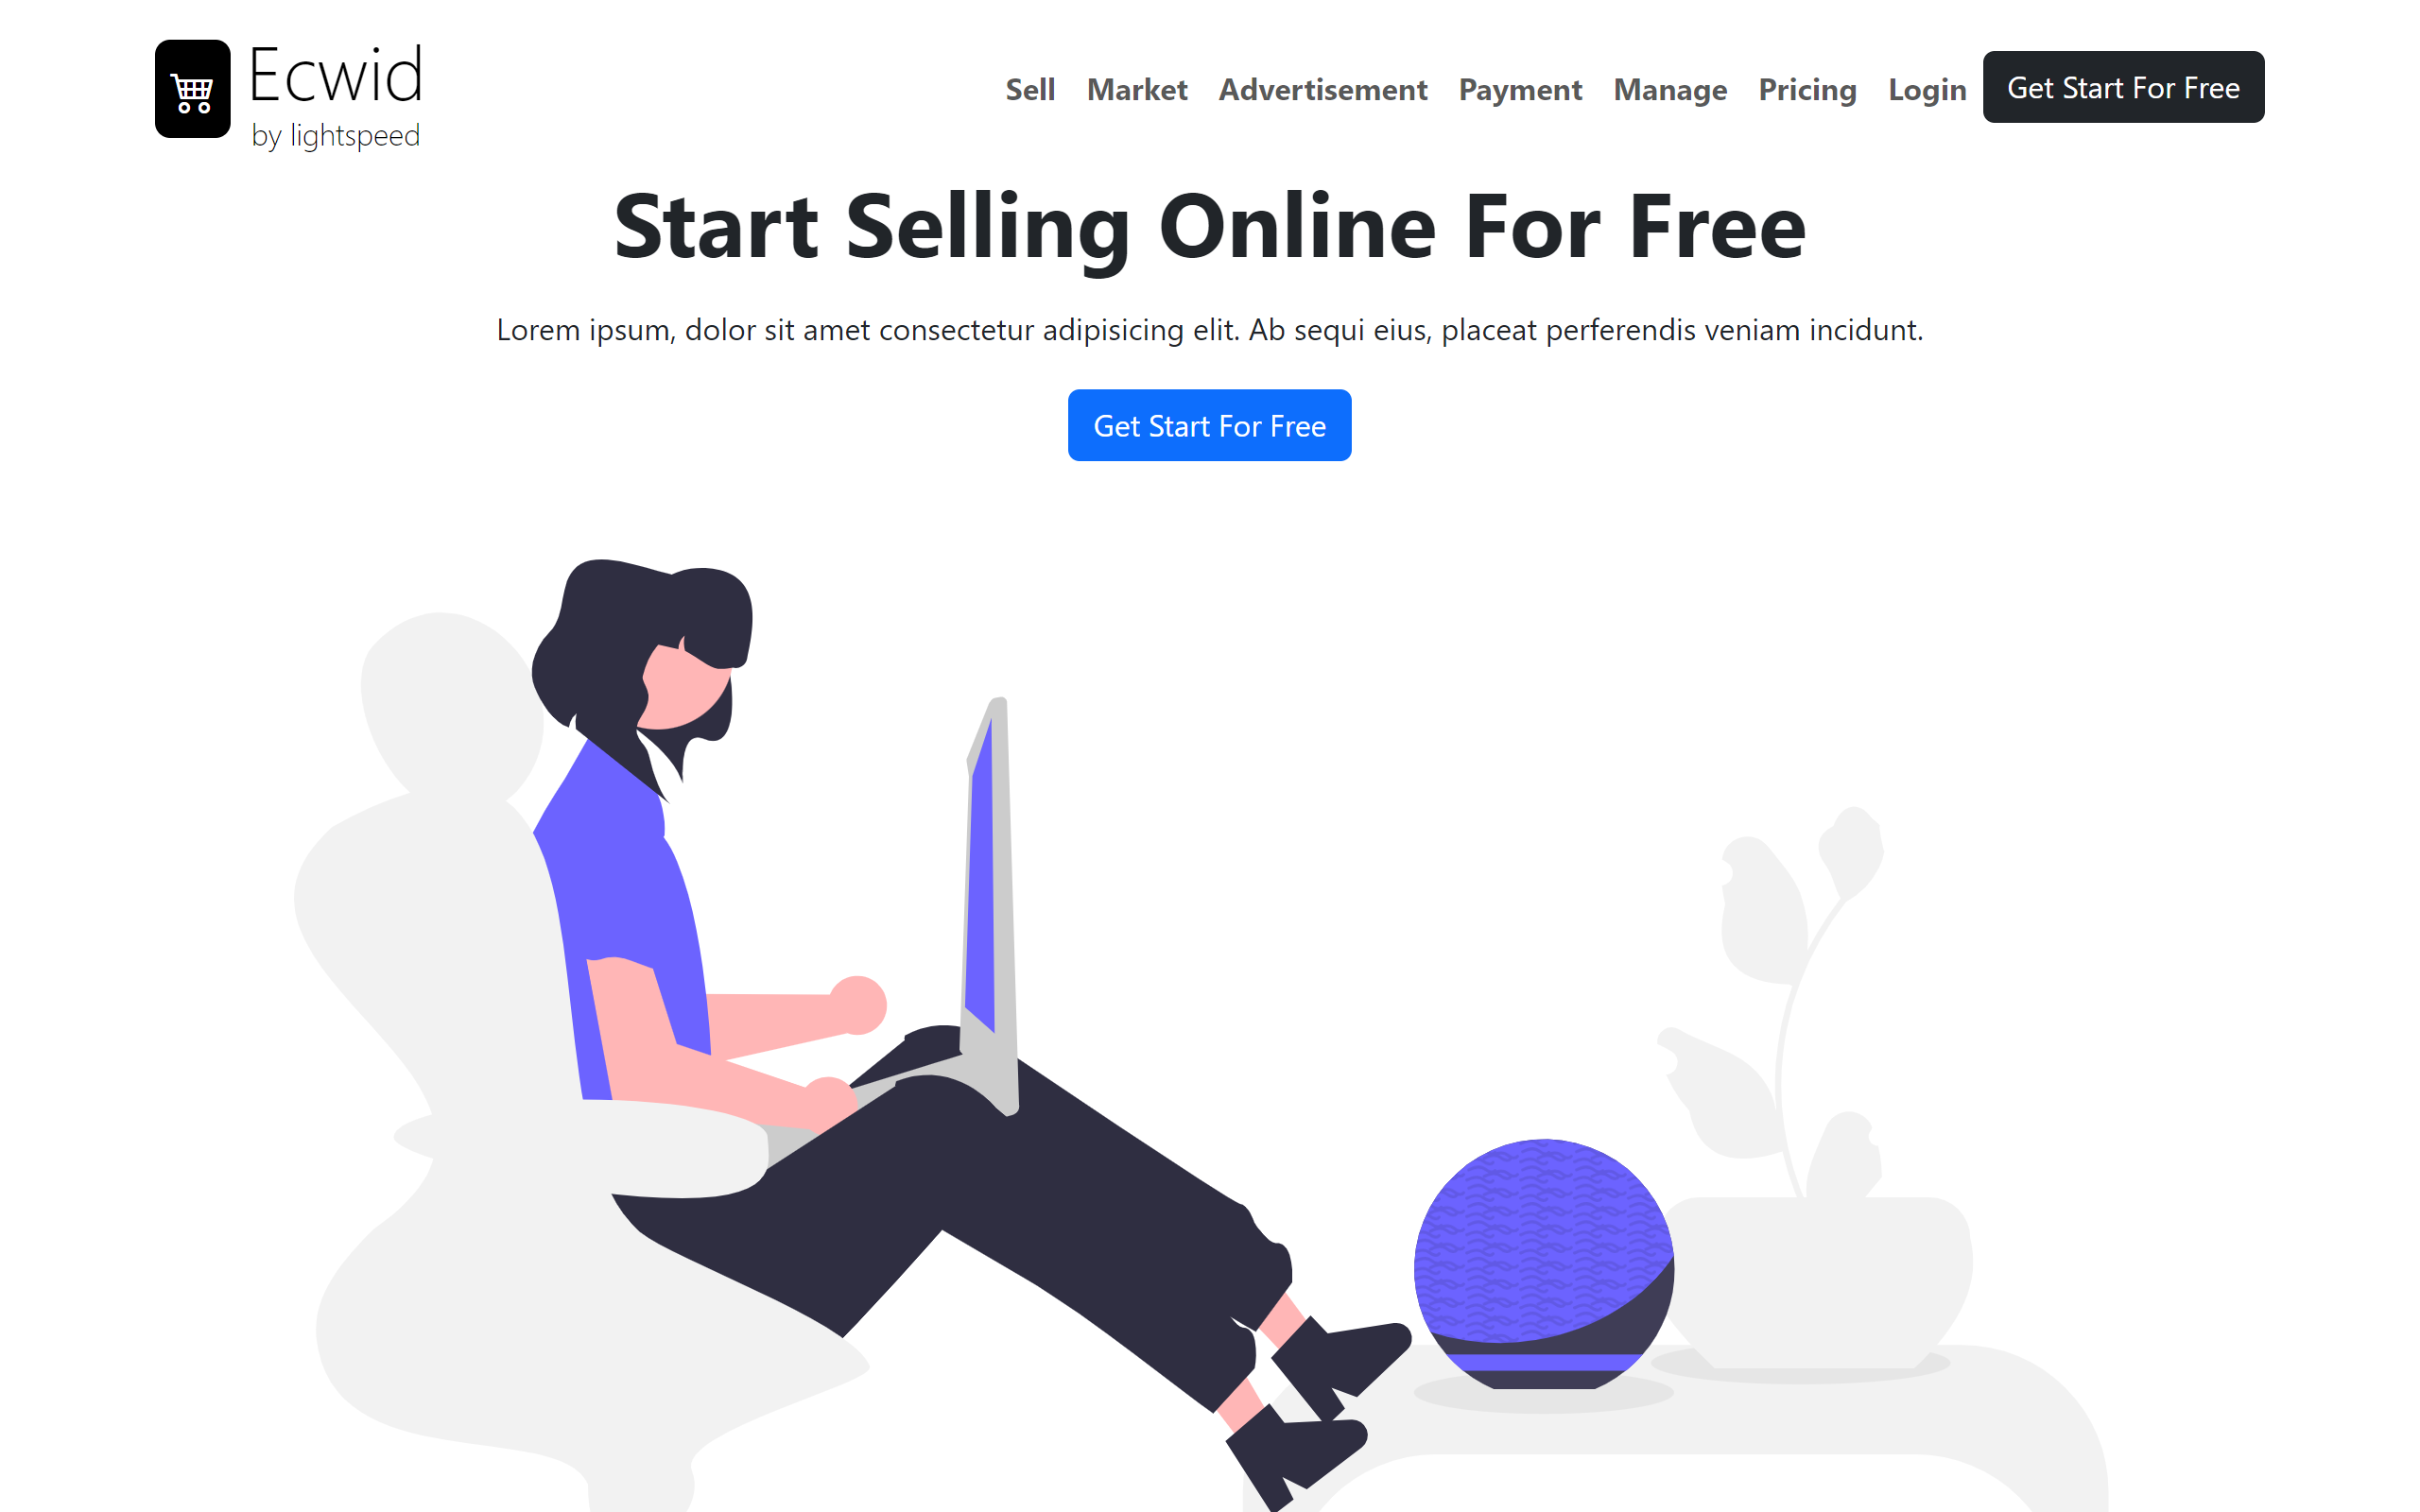 Ecwid
by lightspeed
Sell Market Advertisement Payment Manage Pricing Login Get Start For Free
Start Selling Online For Free
Lorem ipsum, dolor sit amet consectetur adipisicing elit. Ab sequi eius, placeat perferendis veniam incidunt.
Get Start For Free